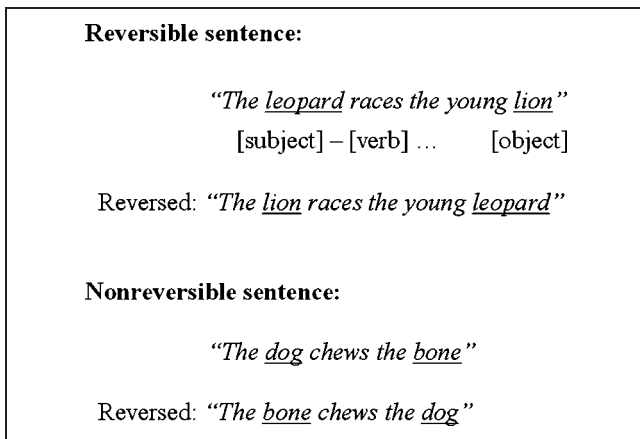 Reversible sentence:
“The leopard races the young lion”
[subject] – [verb] ... [object]
Reversed: “The lion races the young leopard”
Nonreversible sentence:
“The dog chews the bone”
Reversed: “The bone chews the dog”